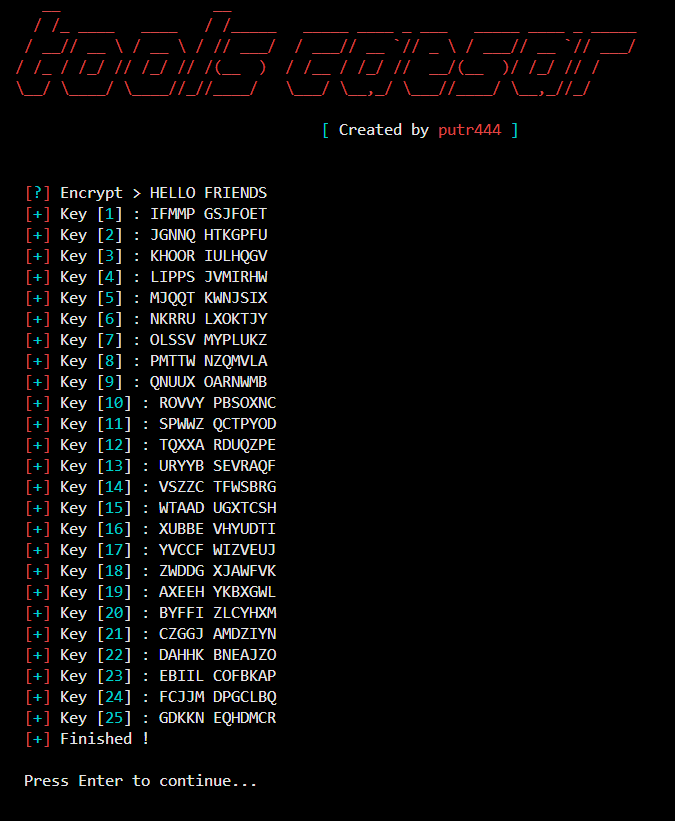 tools caesar
[ Created by putr444 ]
[?] Encrypt > HELLO FRIENDS
[+] Key [1] : IFMMP GSJFOET
[+] Key [2] : JGNNQ HTKGPFU
[+] Key [3] : KHOOR IULHQGV
[+] Key [4] : LIPPS JVMIRHW
[+] Key [5] : MJQQT KWNJSIX
[+] Key [6] : NKRRU LXOKTJY
[+] Key [7] : OLSSV MYPLUKZ
[+] Key [8] : PMTTW NZQMVLA
[+] Key [9] : QNUUX OARNWMB
[+] Key [10] : ROVVY PBSOXNC
[+] Key [11] : SPWWZ QCTPYOD
[+] Key [12] : TQXXA RDUQZPE
[+] Key [13] : URYYB SEVRAQF
[+] Key [14] : VSZZC TFWSBRG
[+] Key [15] : WTAAD UGXTCSH
[+] Key [16] : XUBBE VHYUDTI
[+] Key [17] : YVCCF WIZVEUJ
[+] Key [18] : ZWDDG XJAWFVK
[+] Key [19] : AXEEH YKBXGWL
[+] Key [20] : BYFFI ZLCYHXM
[+] Key [21] : CZGGJ AMDZIYN
[+] Key [22] : DAHHK BNEAJZO
[+] Key [23] : EBIIL COFBKAP
[+] Key [24] : FCJJM DPGCLBQ
[+] Key [25] : GDKKN EQHDMCR
[+] Finished !
Press Enter to continue...